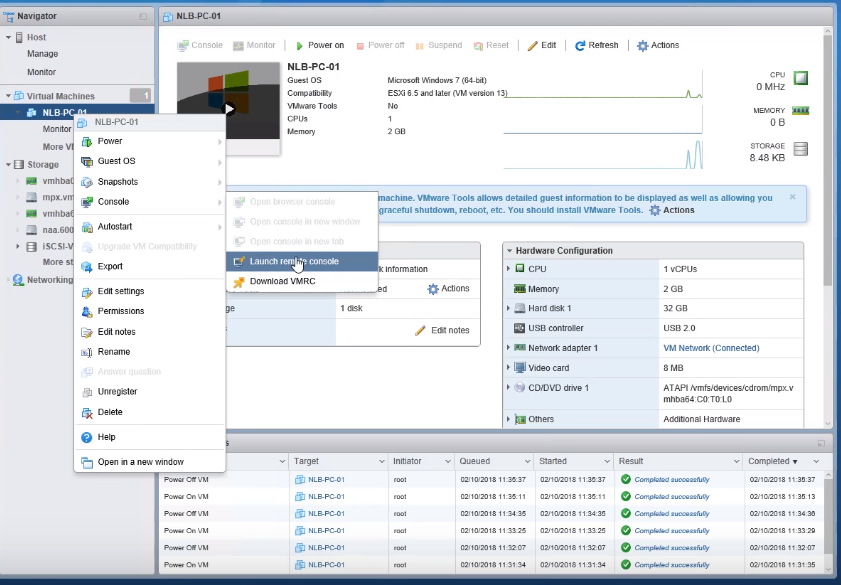 Navigator
Host
Manage
Monitor
Virtual Machines 1
NLB-PC-01
Monitor
More V
Storage
vmhba0
mpx.vm
vmhba6
naa.600
iSCSI-V
More st
Networking
NLB-PC-01
Console Monitor Power on Power off Suspend Reset Edit Refresh Actions
NLB-PC-01
Guest OS Microsoft Windows 7 (64-bit)
Compatibility ESXi 6.5 and later (VM version 13)
VMware Tools No
CPUs 1
Memory 2 GB
CPU
0 MHz
MEMORY
0 B
STORAGE
8.48 KB
machine. VMware Tools allows detailed guest information to be displayed as well as allowing you
graceful shutdown, reboot, etc. You should install VMware Tools. Actions
NLB-PC-01
Power
Guest OS
Snapshots
Console
Autostart
Upgrade VM Compatibility
Export
Edit settings
Permissions
Edit notes
Rename
Answer question
Unregister
Delete
Help
Open in a new window
Open browser console
Open console in new window
Open console in new tab
Launch remote console
Download VMRC
k information
ed Actions
ge 1 disk
Edit notes
Hardware Configuration
CPU 1 vCPUs
Memory 2 GB
Hard disk 1 32 GB
USB controller USB 2.0
Network adapter 1 VM Network (Connected)
Video card 8 MB
CD/DVD drive 1 ATAPI /vmfs/devices/cdrom/mpx.v
mhba64:C0:T0:L0
Others Additional Hardware
s
Target Initiator Queued Started Result Completed
Power Off VM NLB-PC-01 root 02/10/2018 11:35:37 02/10/2018 11:35:37 Completed successfully 02/10/2018 11:35:37
Power On VM NLB-PC-01 root 02/10/2018 11:35:11 02/10/2018 11:35:11 Completed successfully 02/10/2018 11:35:13
Power On VM NLB-PC-01 root 02/10/2018 11:34:35 02/10/2018 11:34:35 Completed successfully 02/10/2018 11:34:36
Power Off VM NLB-PC-01 root 02/10/2018 11:33:25 02/10/2018 11:33:25 Completed successfully 02/10/2018 11:33:29
Power On VM NLB-PC-01 root 02/10/2018 11:32:07 02/10/2018 11:32:07 Completed successfully 02/10/2018 11:32:07
Power Off VM NLB-PC-01 root 02/10/2018 11:31:34 02/10/2018 11:31:34 Completed successfully 02/10/2018 11:31:35